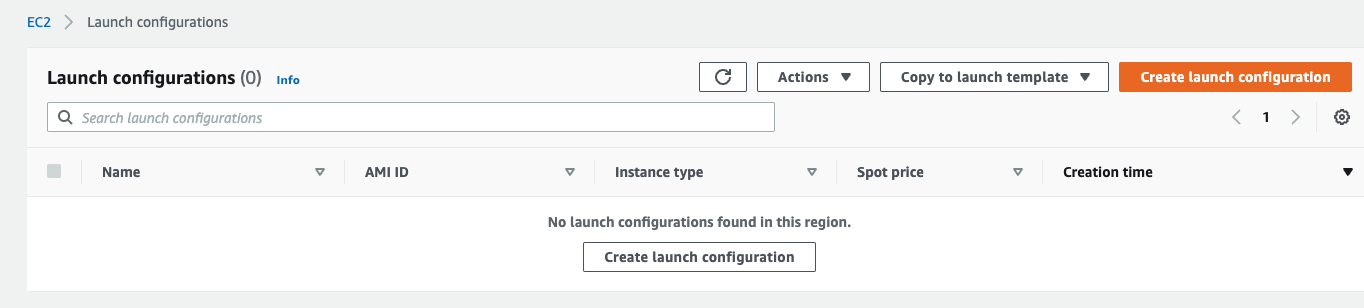 EC2 > Launch configurations
Launch configurations (0) Info Actions Copy to launch template Create launch configuration
Search launch configurations 1
Name AMI ID Instance type Spot price Creation time
No launch configurations found in this region.
Create launch configuration